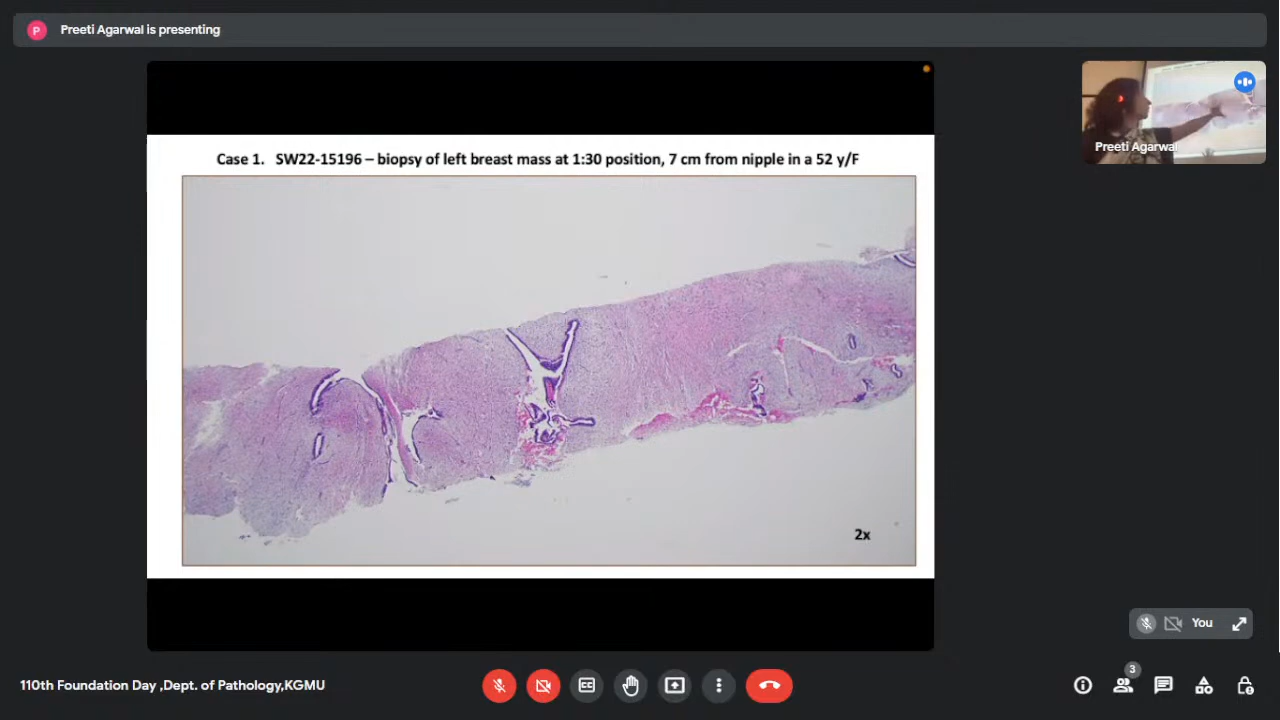 P Preeti Agarwal is presenting
Case 1. SW22-15196 – biopsy of left breast mass at 1:30 position, 7 cm from nipple in a 52 y/F
Preeti Agarwal
2x
You
110th Foundation Day ,Dept. of Pathology,KGMU
CC
3